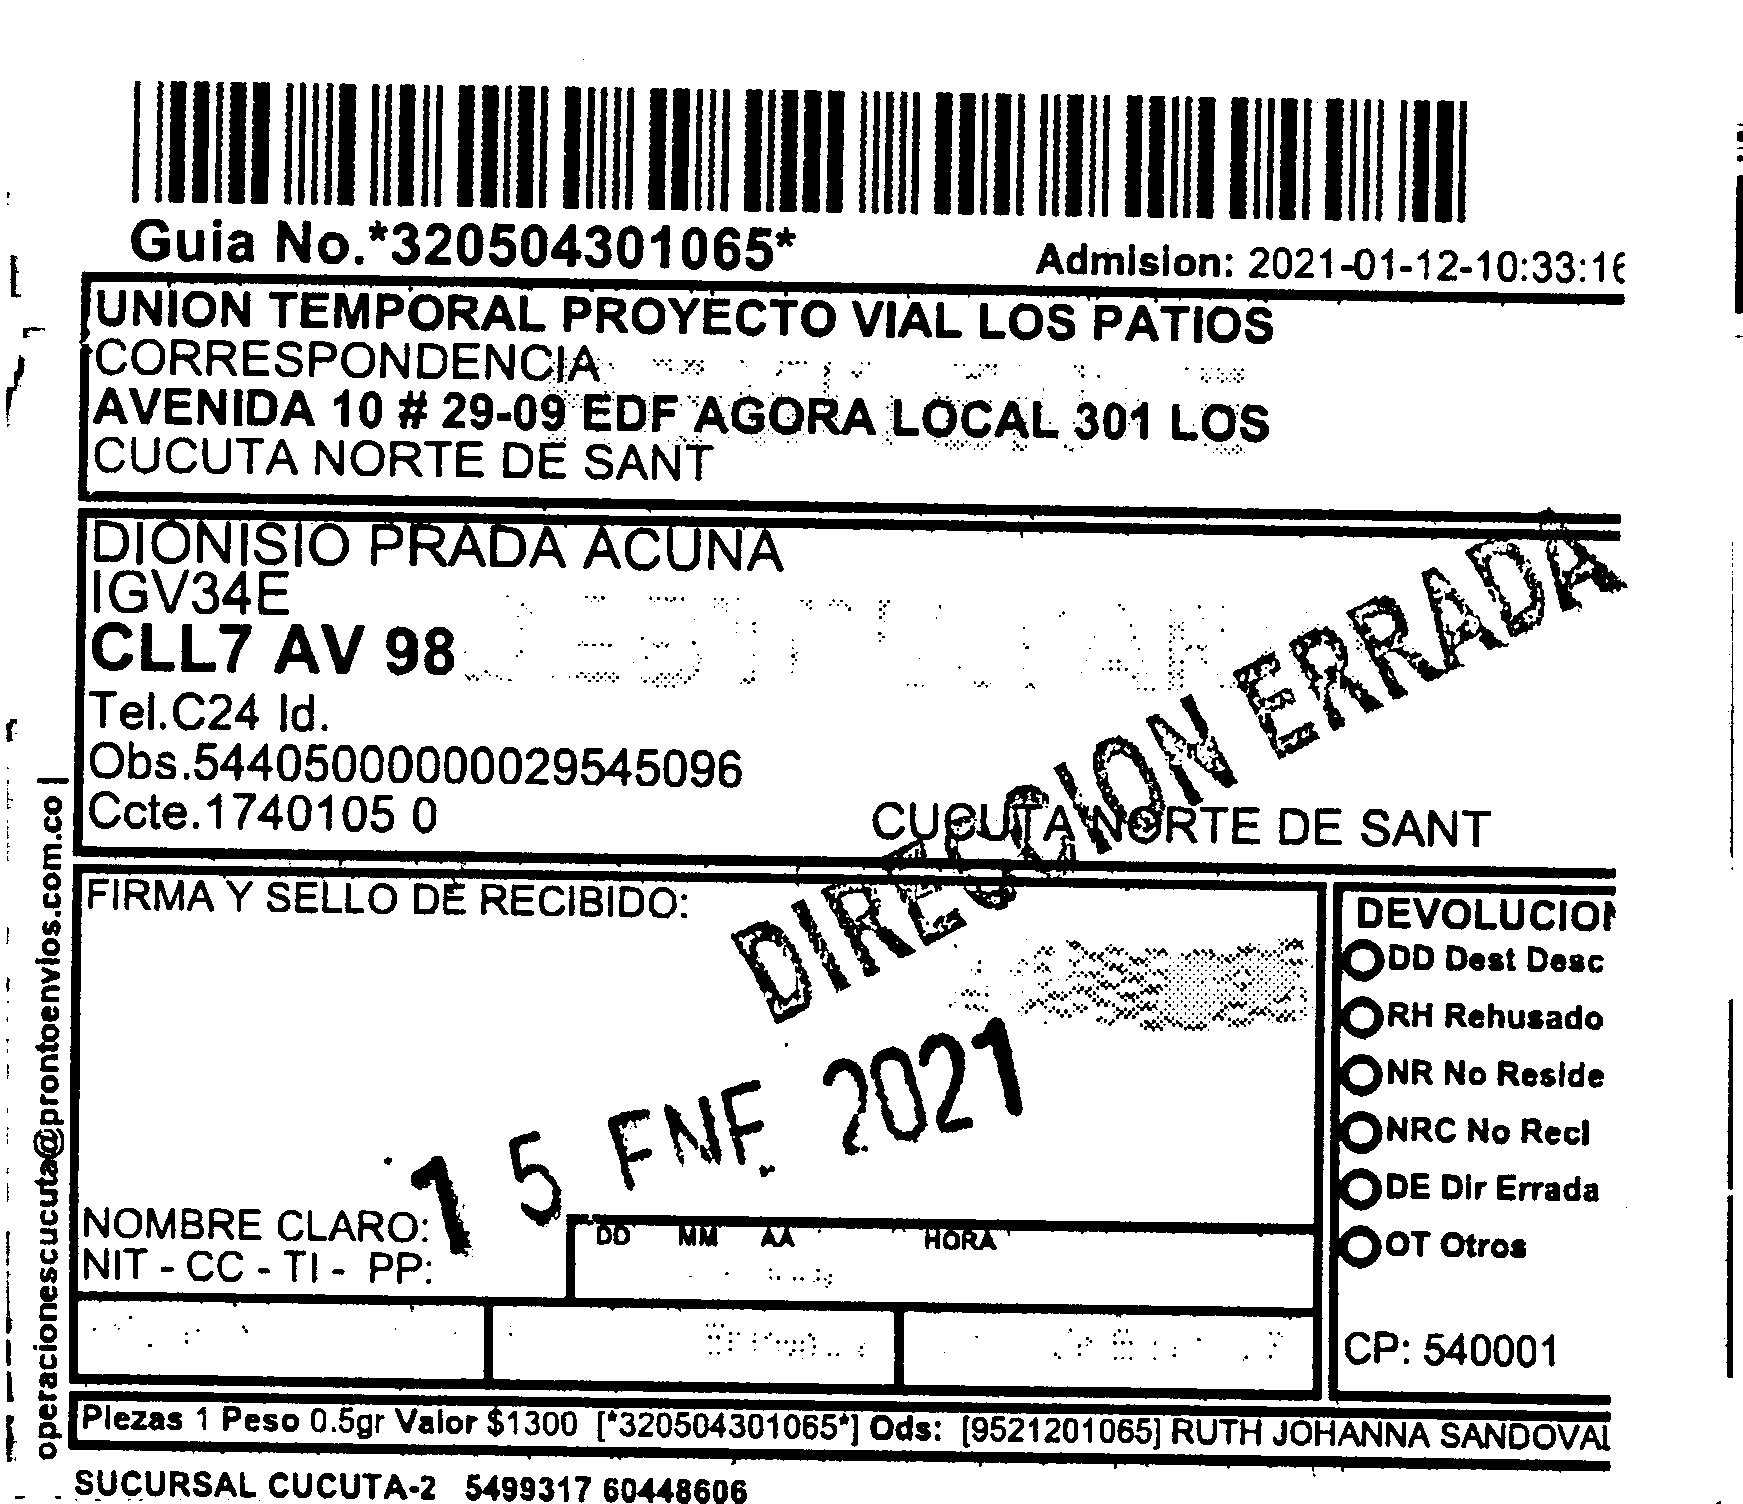 Guia No.*320504301065*
Admision: 2021-01-12-10:33:16
UNION TEMPORAL PROYECTO VIAL LOS PATIOS
CORRESPONDENCIA
AVENIDA 10 # 29-09 EDF AGORA LOCAL 301 LOS
CUCUTA NORTE DE SANT
DIONISIO PRADA ACUNA
IGV34E
CLL7 AV 98
Tel.C24 Id.
Obs.544050000000029545096
Ccte.1740105 0
CUCUTA NORTE DE SANT
DIRECCION ERRADA
FIRMA Y SELLO DE RECIBIDO:
15 ENE 2021
NOMBRE CLARO:
NIT - CC - TI - PP:
DD MM AA HORA
DEVOLUCION
DD Dest Desc
RH Rehusado
NR No Reside
NRC No Recl
DE Dir Errada
OT Otros
CP: 540001
Piezas 1 Peso 0.5gr Valor $1300 [*320504301065*] Ods: [9521201065] RUTH JOHANNA SANDOVAL
SUCURSAL CUCUTA-2 5499317 60448606
operacionescucuta@prontoenvios.com.co |